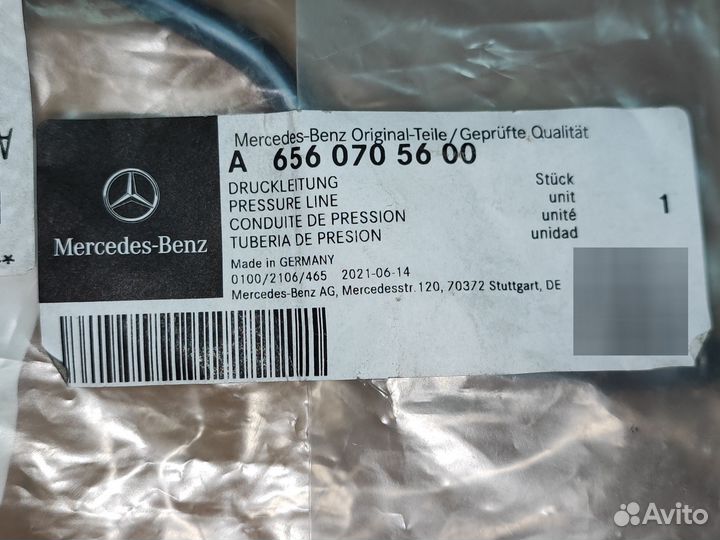 Mercedes-Benz Original-Teile/Geprüfte Qualität
A 656 070 56 00
DRUCKLEITUNG Stück
PRESSURE LINE unit 1
CONDUITE DE PRESSION unité
TUBERIA DE PRESION unidad
Made in GERMANY
0100/2106/465 2021-06-14
Mercedes-Benz AG, Mercedesstr. 120, 70372 Stuttgart, DE
Mercedes-Benz
Avito